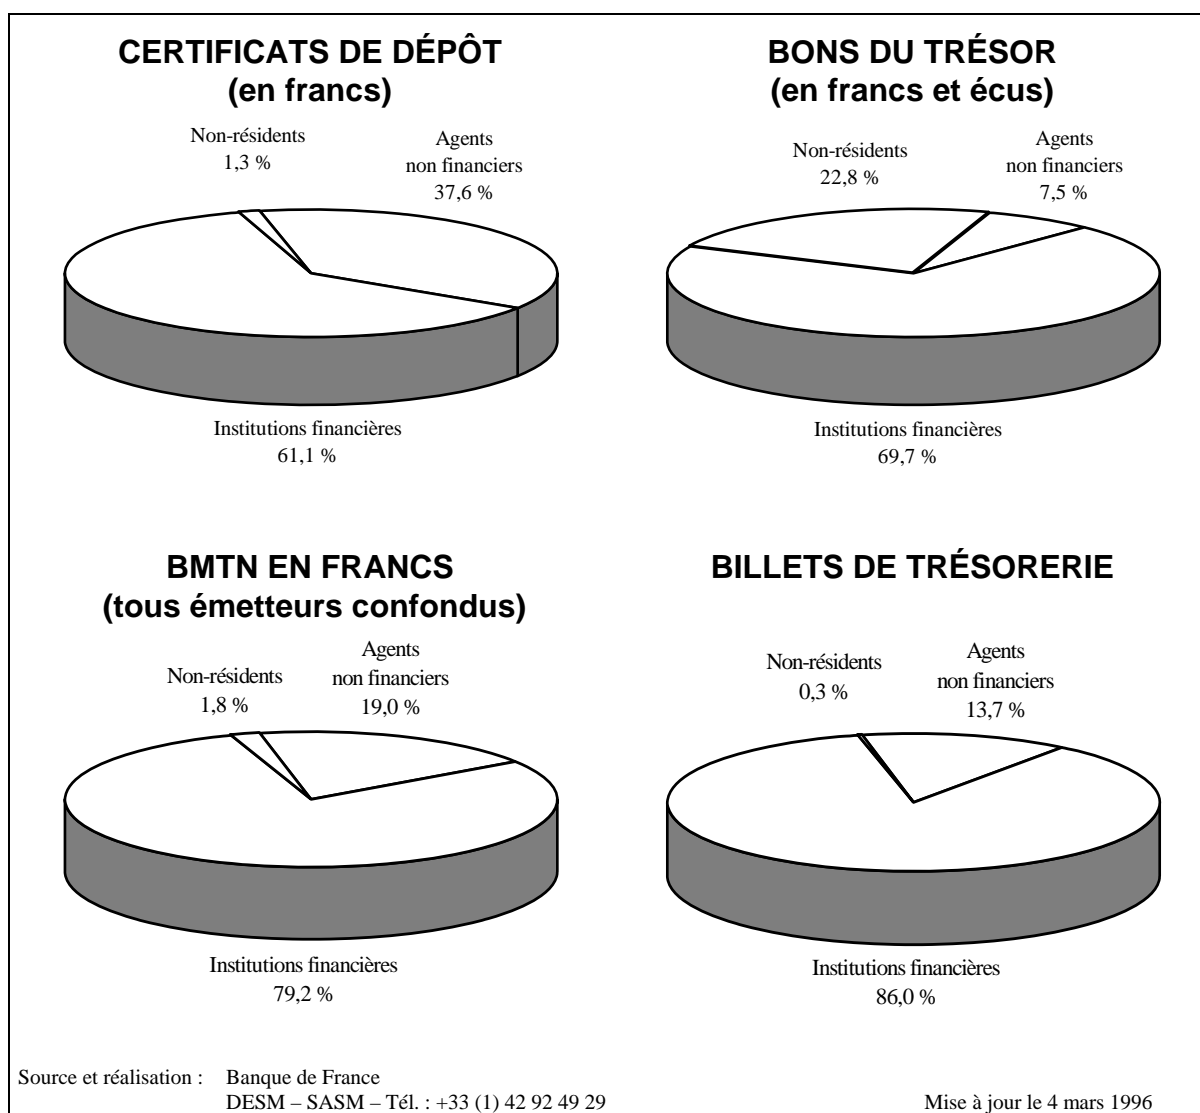 CERTIFICATS DE DÉPÔT
(en francs)
Non-résidents
1,3 %
Agents
non financiers
37,6 %
Institutions financières
61,1 %
BONS DU TRÉSOR
(en francs et écus)
Non-résidents
22,8 %
Agents
non financiers
7,5 %
Institutions financières
69,7 %
BMTN EN FRANCS
(tous émetteurs confondus)
Non-résidents
1,8 %
Agents
non financiers
19,0 %
Institutions financières
79,2 %
BILLETS DE TRÉSORERIE
Non-résidents
0,3 %
Agents
non financiers
13,7 %
Institutions financières
86,0 %
Source et réalisation : Banque de France
DESM – SASM – Tél. : +33 (1) 42 92 49 29
Mise à jour le 4 mars 1996